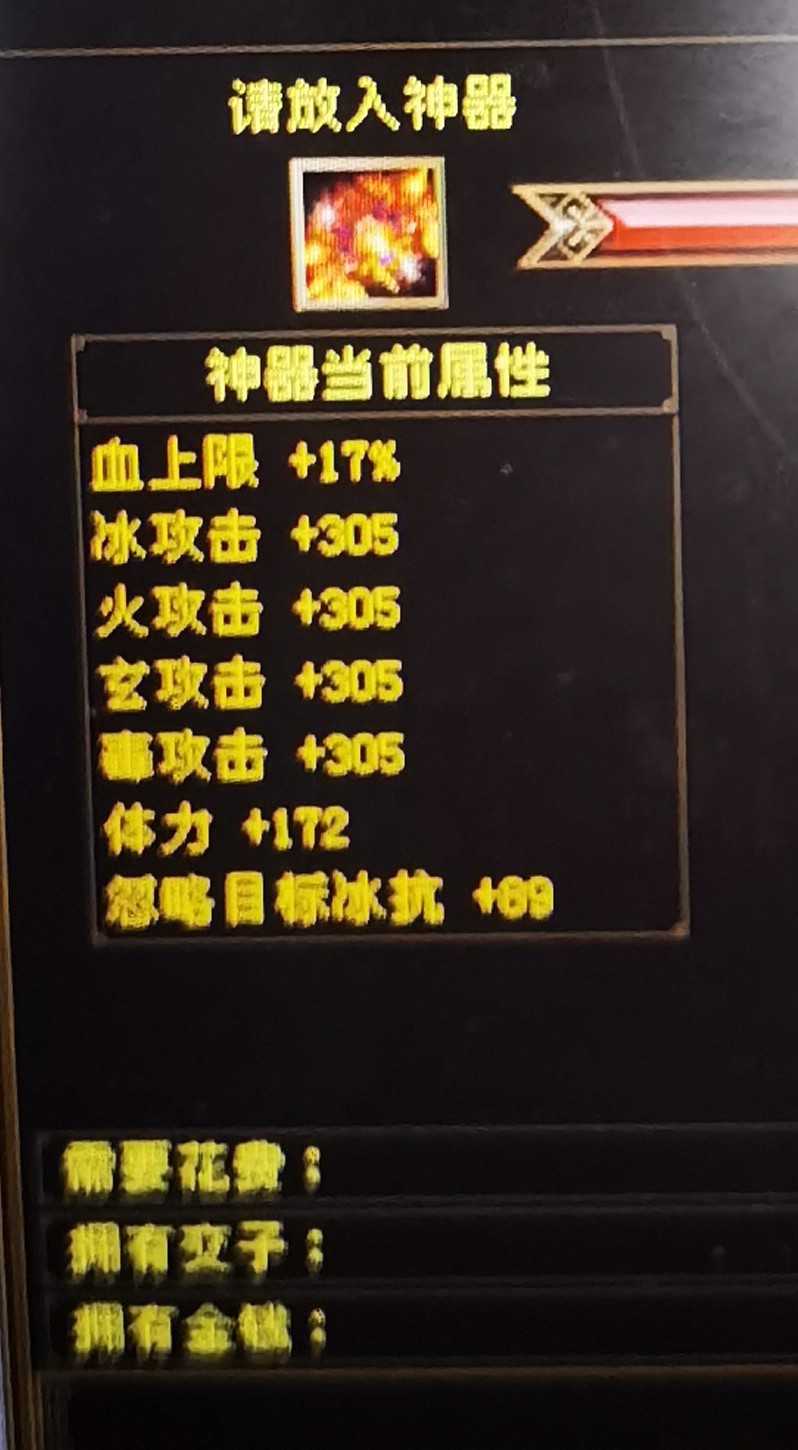 请放入神器
神器当前属性
血上限 +17%
冰攻击 +305
火攻击 +305
玄攻击 +305
毒攻击 +305
体力 +172
忽略目标冰抗 +69
需要花费：
拥有交子：
拥有金钱：